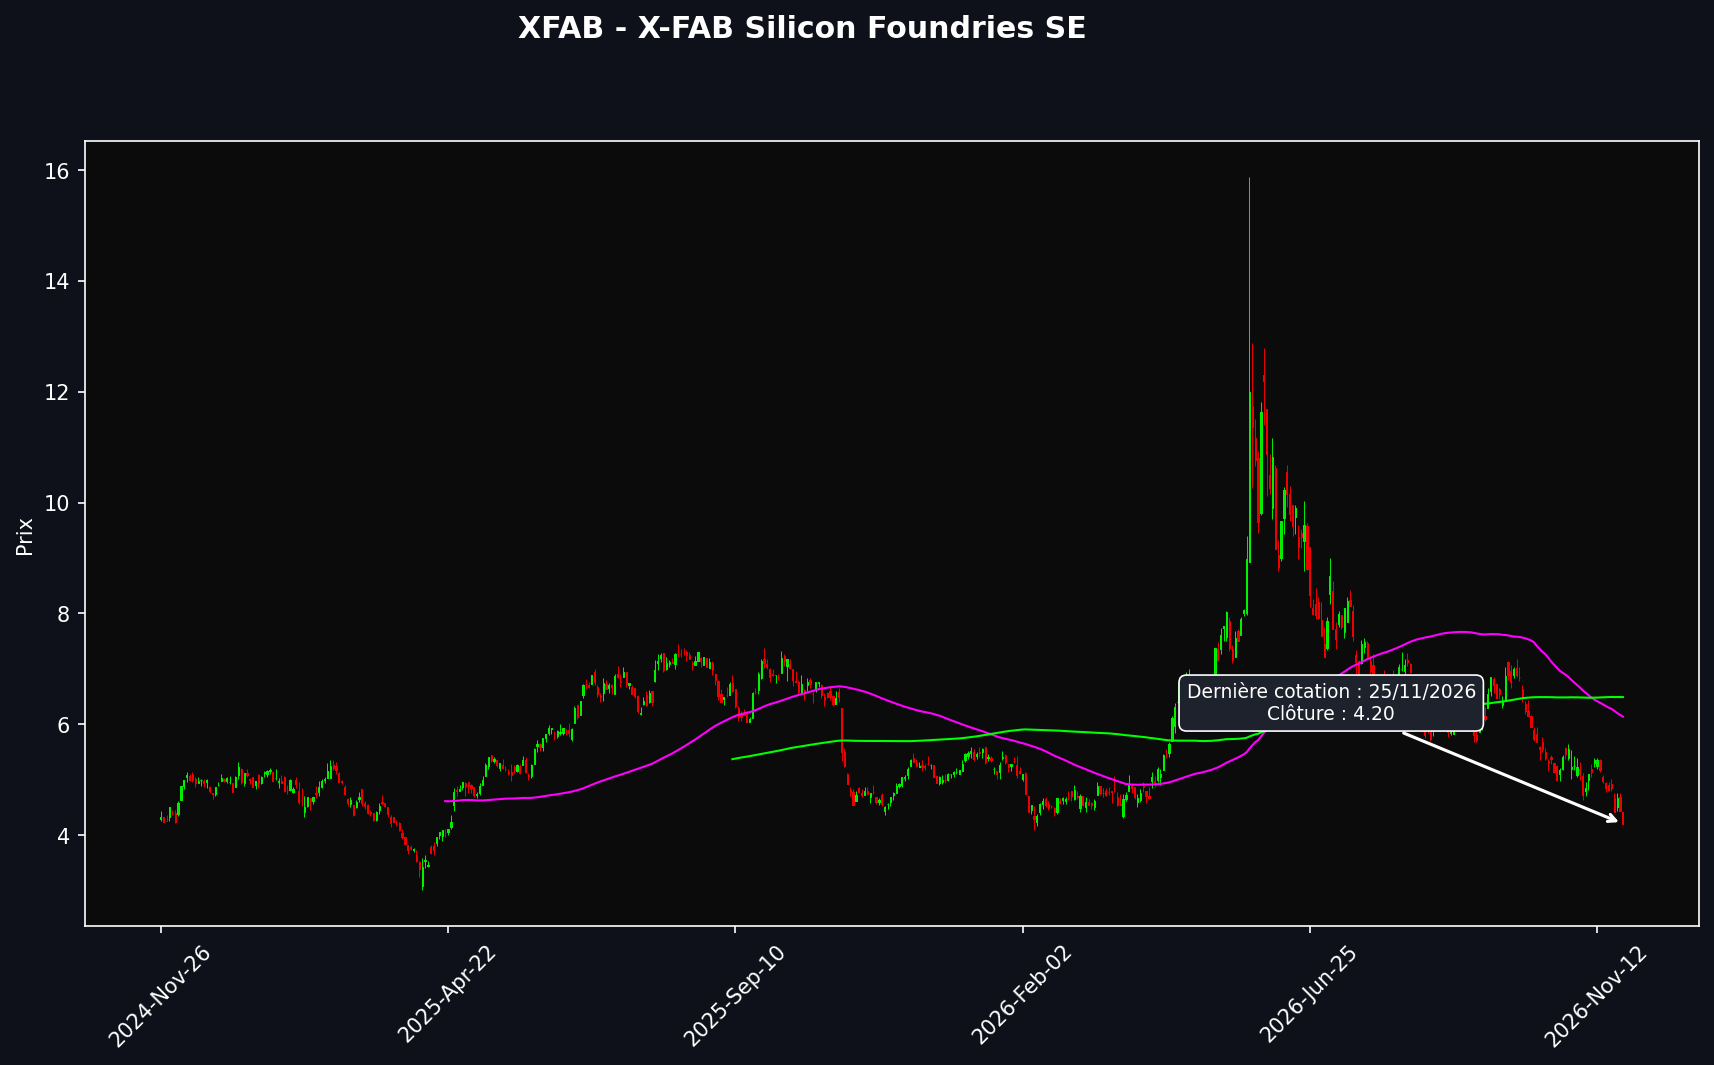 XFAB - X-FAB Silicon Foundries SE
Prix
16
14
12
10
8
6
4
Dernière cotation : 25/11/2026
Clôture : 4.20
2024-Nov-26
2025-Apr-22
2025-Sep-10
2026-Feb-02
2026-Jun-25
2026-Nov-12